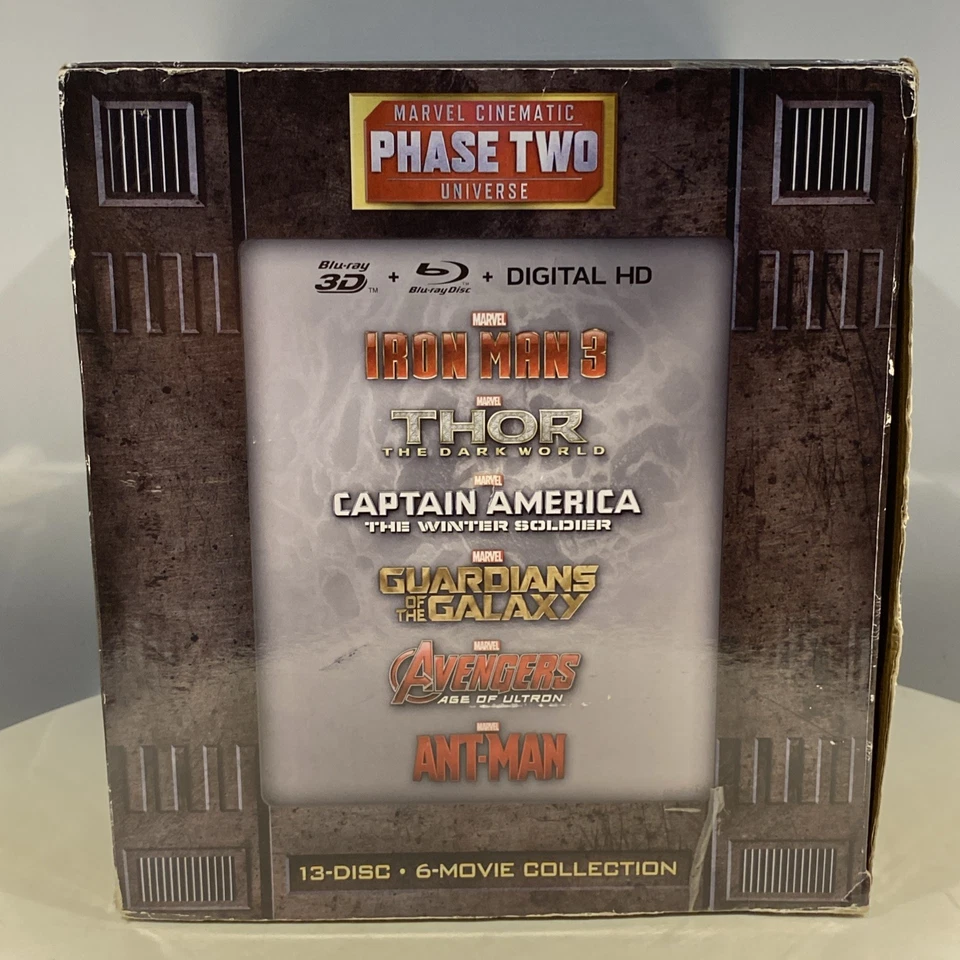 MARVEL CINEMATIC
PHASE TWO
UNIVERSE
Blu-ray 3D™ + Blu-ray Disc™ + DIGITAL HD
MARVEL
IRON MAN 3
MARVEL
THOR
THE DARK WORLD
MARVEL
CAPTAIN AMERICA
THE WINTER SOLDIER
MARVEL
GUARDIANS
OF THE GALAXY
MARVEL
AVENGERS
AGE OF ULTRON
MARVEL
ANT-MAN
13-DISC • 6-MOVIE COLLECTION